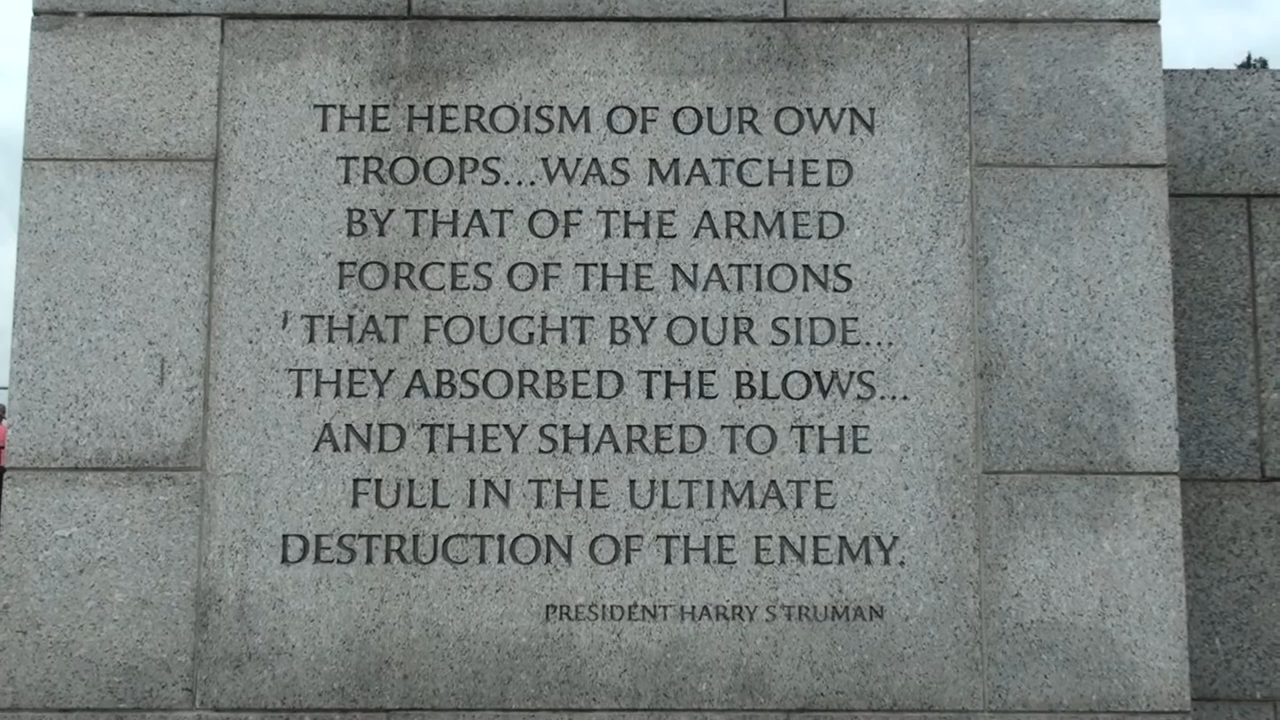 THE HEROISM OF OUR OWN
TROOPS...WAS MATCHED
BY THAT OF THE ARMED
FORCES OF THE NATIONS
THAT FOUGHT BY OUR SIDE...
THEY ABSORBED THE BLOWS...
AND THEY SHARED TO THE
FULL IN THE ULTIMATE
DESTRUCTION OF THE ENEMY.
PRESIDENT HARRY S TRUMAN